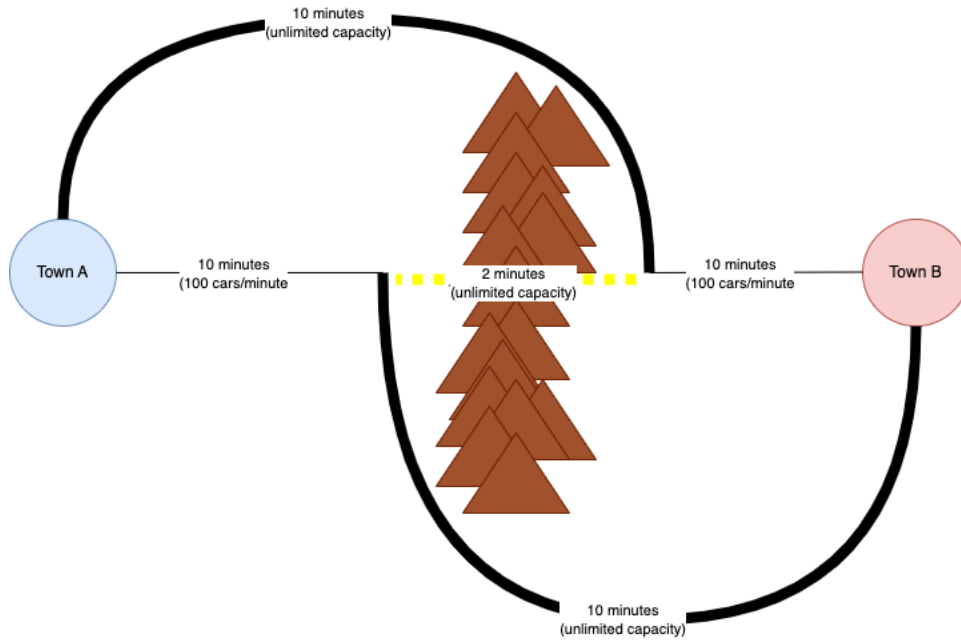 10 minutes
(unlimited capacity)
Town A
10 minutes
(100 cars/minute
2 minutes
(unlimited capacity)
10 minutes
(100 cars/minute
Town B
10 minutes
(unlimited capacity)